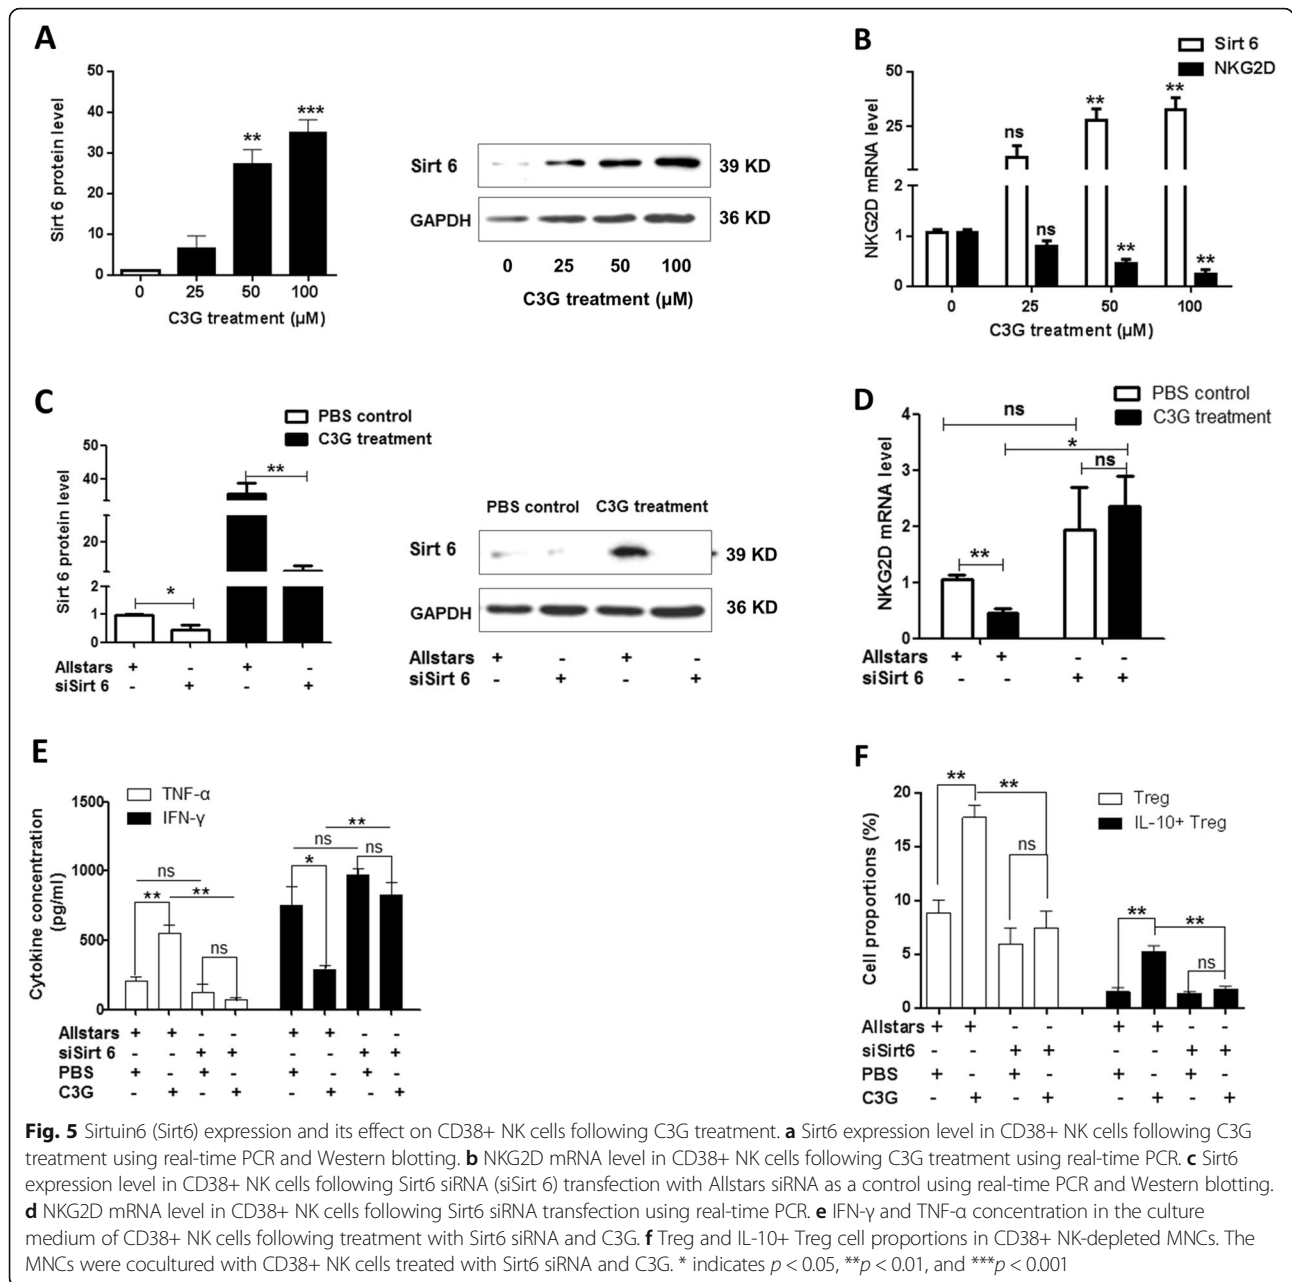 A
50
40
30
20
10
0
Sirt 6 protein level
**
***
0 25 50 100
C3G treatment (µM)
Sirt 6
39 KD
GAPDH
36 KD
0 25 50 100
C3G treatment (µM)
B
Sirt 6
NKG2D
50
25
2
1
0
NKG2D mRNA level
ns
ns
**
**
**
**
0 25 50 100
C3G treatment (µM)
C
PBS control
C3G treatment
50
40
20
2
1
0
Sirt 6 protein level
*
**
Allstars + - + -
siSirt 6 - + - +
PBS control C3G treatment
Sirt 6
39 KD
GAPDH
36 KD
Allstars + - + -
siSirt 6 - + - +
D
PBS control
C3G treatment
4
3
2
1
0
NKG2D mRNA level
ns
*
ns
**
Allstars + + - -
siSirt 6 - - + +
E
TNF-α
IFN-γ
1500
1000
500
0
Cytokine concentration
(pg/ml)
ns
** **
ns
**
ns
* ns
Allstars + + - - + + - -
siSirt 6 - - + + - - + +
PBS + - + - + - + -
C3G - + - + - + - +
F
Treg
IL-10+ Treg
20
15
10
5
0
Cell proportions (%)
** **
ns
** **
ns
Allstars + + - - + + - -
siSirt6 - - + + - - + +
PBS + - + - + - + -
C3G - + - + - + - +
Fig. 5 Sirtuin6 (Sirt6) expression and its effect on CD38+ NK cells following C3G treatment. a Sirt6 expression level in CD38+ NK cells following C3G
treatment using real-time PCR and Western blotting. b NKG2D mRNA level in CD38+ NK cells following C3G treatment using real-time PCR. c Sirt6
expression level in CD38+ NK cells following Sirt6 siRNA (siSirt 6) transfection with Allstars siRNA as a control using real-time PCR and Western blotting.
d NKG2D mRNA level in CD38+ NK cells following Sirt6 siRNA transfection using real-time PCR. e IFN-γ and TNF-α concentration in the culture
medium of CD38+ NK cells following treatment with Sirt6 siRNA and C3G. f Treg and IL-10+ Treg cell proportions in CD38+ NK-depleted MNCs. The
MNCs were cocultured with CD38+ NK cells treated with Sirt6 siRNA and C3G. * indicates p < 0.05, **p < 0.01, and ***p < 0.001